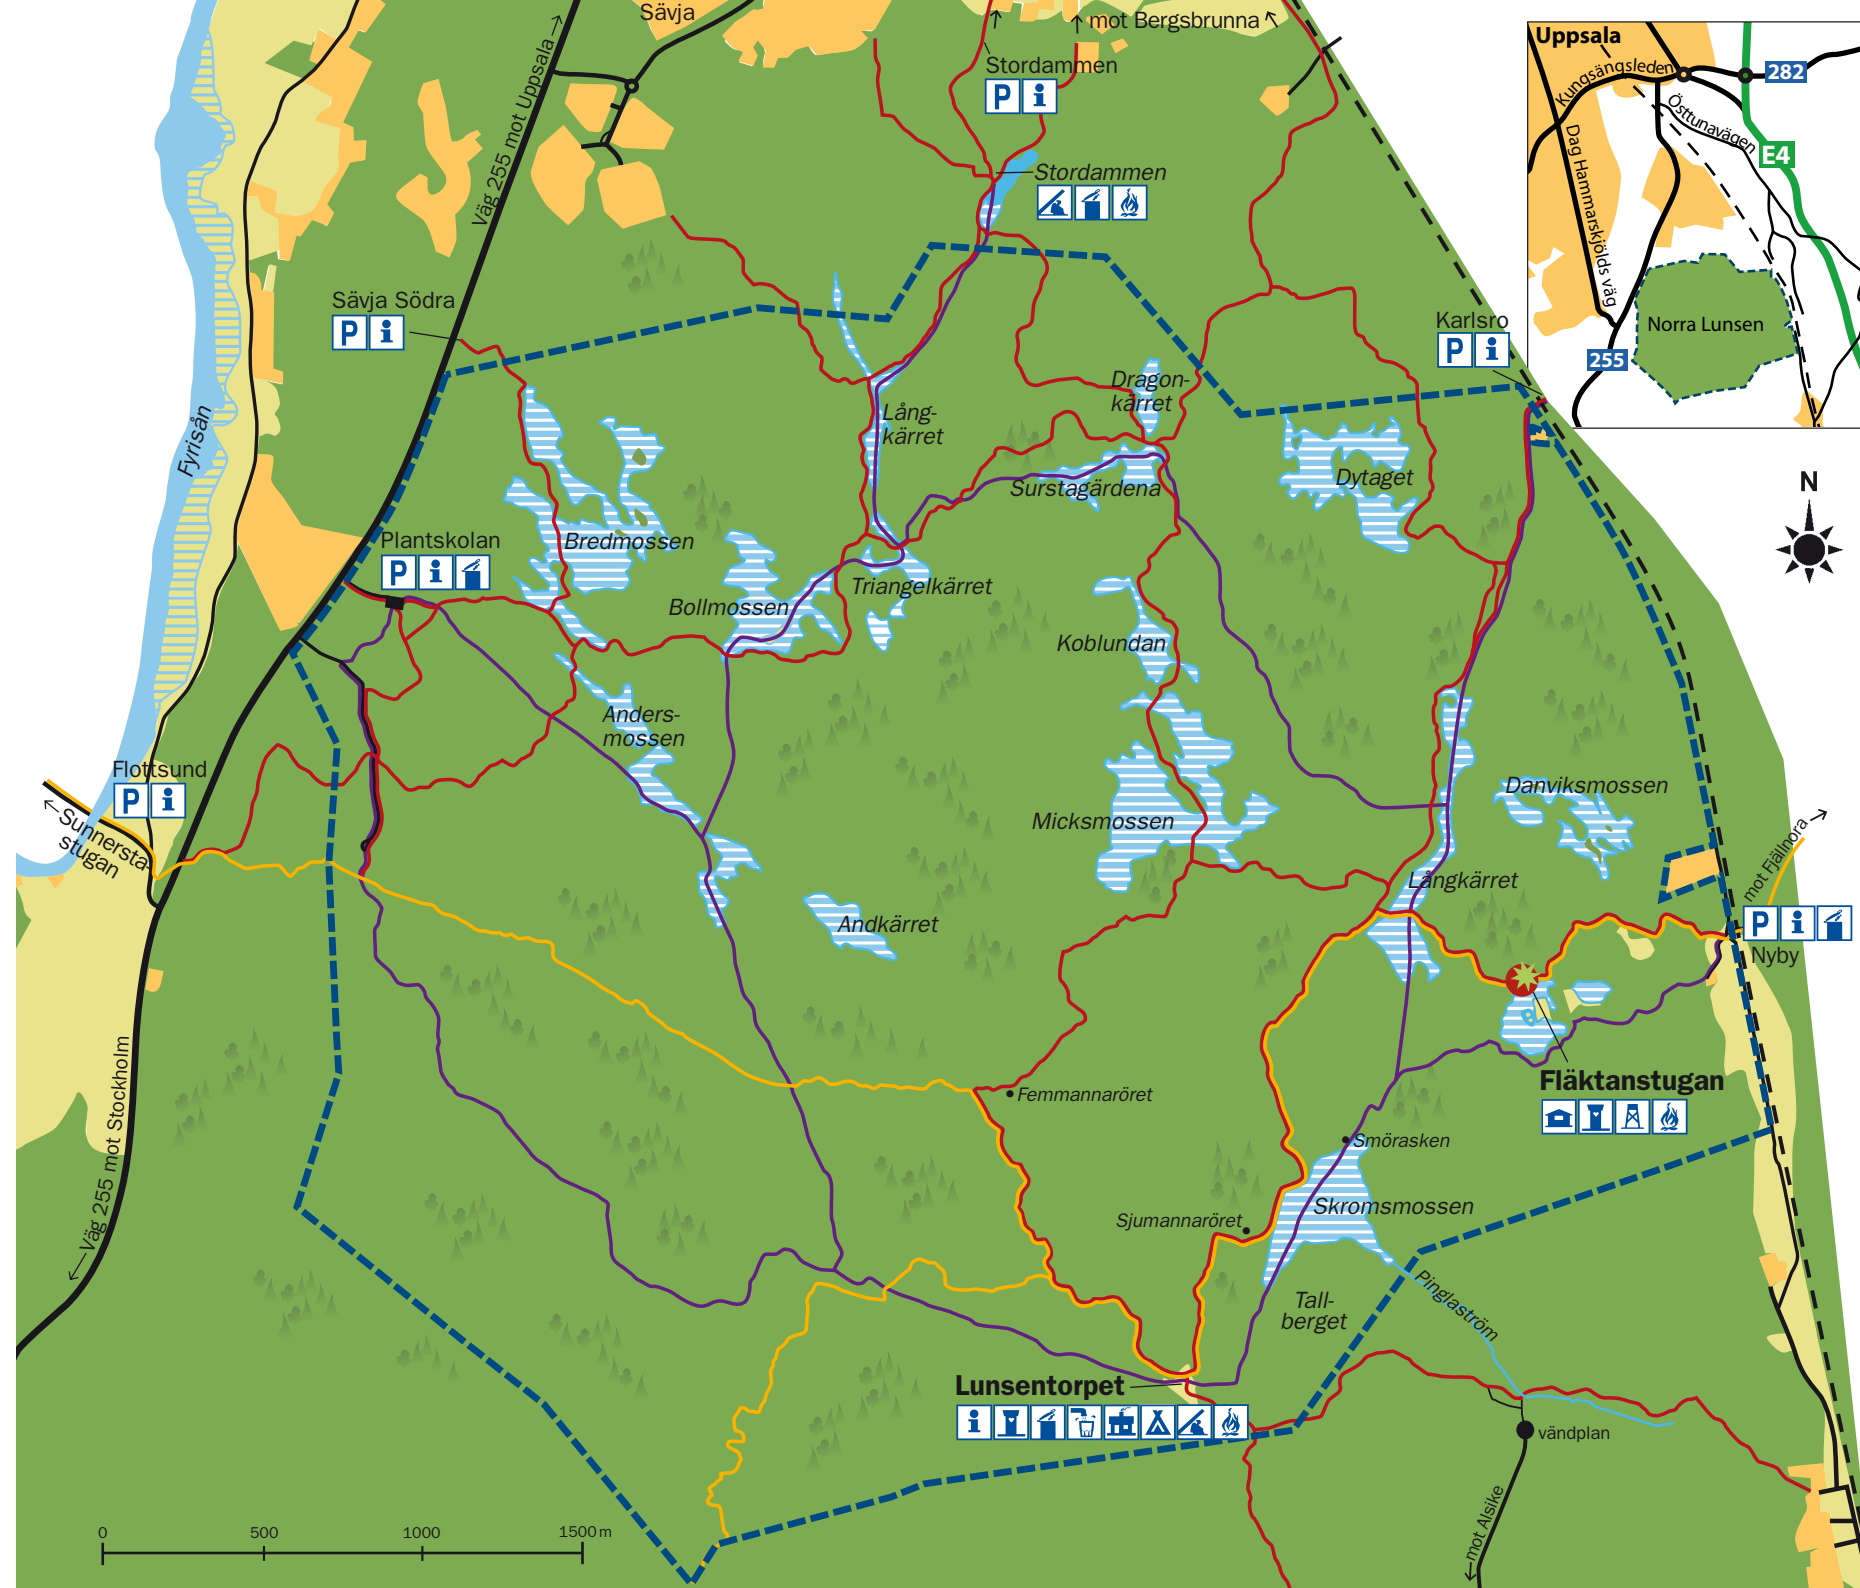 Sävja
mot Bergsbrunna
Stordammen
P
i
Väg 255 mot Uppsala
Stordammen
Uppsala
Kungsängsleden
282
Östtunavägen
E4
Dag Hammarskjölds väg
Norra Lunsen
255
Sävja Södra
P
i
Karlsro
P
i
Fyrisån
Dragon-
kärret
Lång-
kärret
Surstagärdena
Dytaget
N
Plantskolan
P
i
Bredmossen
Triangelkärret
Bollmossen
Koblundan
Anders-
mossen
Flottsund
P
i
Sunnersta-
stugan
Danviksmossen
Micksmossen
mot Fjällnora
Långkärret
Andkärret
P
i
Nyby
Väg 255 mot Stockholm
Femmannaröret
Fläktanstugan
Smörasken
Skromsmossen
Sjumannaröret
Pinglaström
Tall-
berget
Lunsentorpet
i
vändplan
mot Alsike
0
500
1000
1500 m